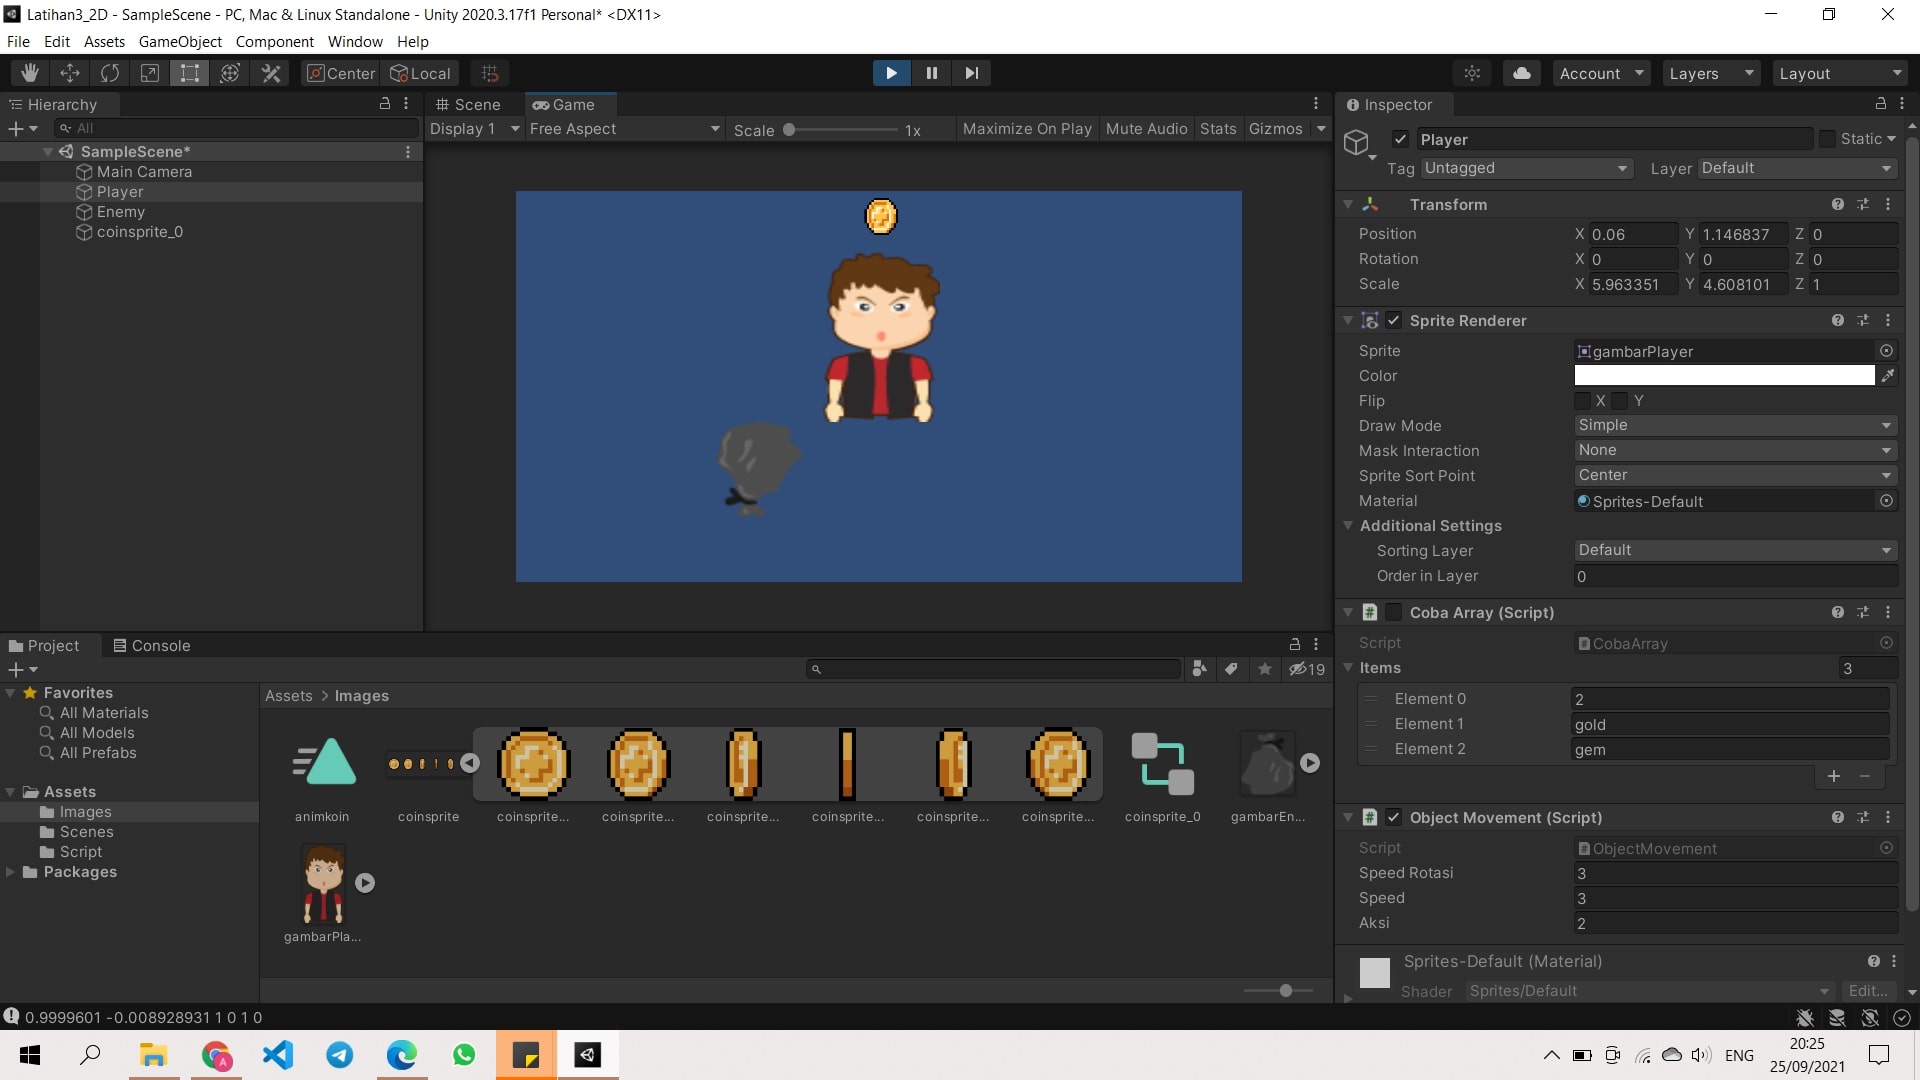 Latihan3_2D - SampleScene - PC, Mac & Linux Standalone - Unity 2020.3.17f1 Personal* <DX11>
File Edit Assets GameObject Component Window Help
Center Local Account Layers Layout
Hierarchy
All
SampleScene*
Main Camera
Player
Enemy
coinsprite_0
Scene Game
Display 1 Free Aspect Scale 1x Maximize On Play Mute Audio Stats Gizmos
Inspector
Player Static
Tag Untagged Layer Default
Transform
Position X 0.06 Y 1.146837 Z 0
Rotation X 0 Y 0 Z 0
Scale X 5.963351 Y 4.608101 Z 1
Sprite Renderer
Sprite gambarPlayer
Color
Flip X Y
Draw Mode Simple
Mask Interaction None
Sprite Sort Point Center
Material Sprites-Default
Additional Settings
Sorting Layer Default
Order in Layer 0
Coba Array (Script)
Script CobaArray
Items 3
Element 0 2
Element 1 gold
Element 2 gem
Object Movement (Script)
Script ObjectMovement
Speed Rotasi 3
Speed 3
Aksi 2
Sprites-Default (Material)
Shader Sprites/Default Edit...
Project Console
19
Favorites
All Materials
All Models
All Prefabs
Assets
Images
Scenes
Script
Packages
Assets > Images
animkoin coinsprite coinsprite... coinsprite... coinsprite... coinsprite... coinsprite... coinsprite... coinsprite_0 gambarEn...
gambarPla...
0.9999601 -0.008928931 1 0 1 0
ENG 20:25
25/09/2021